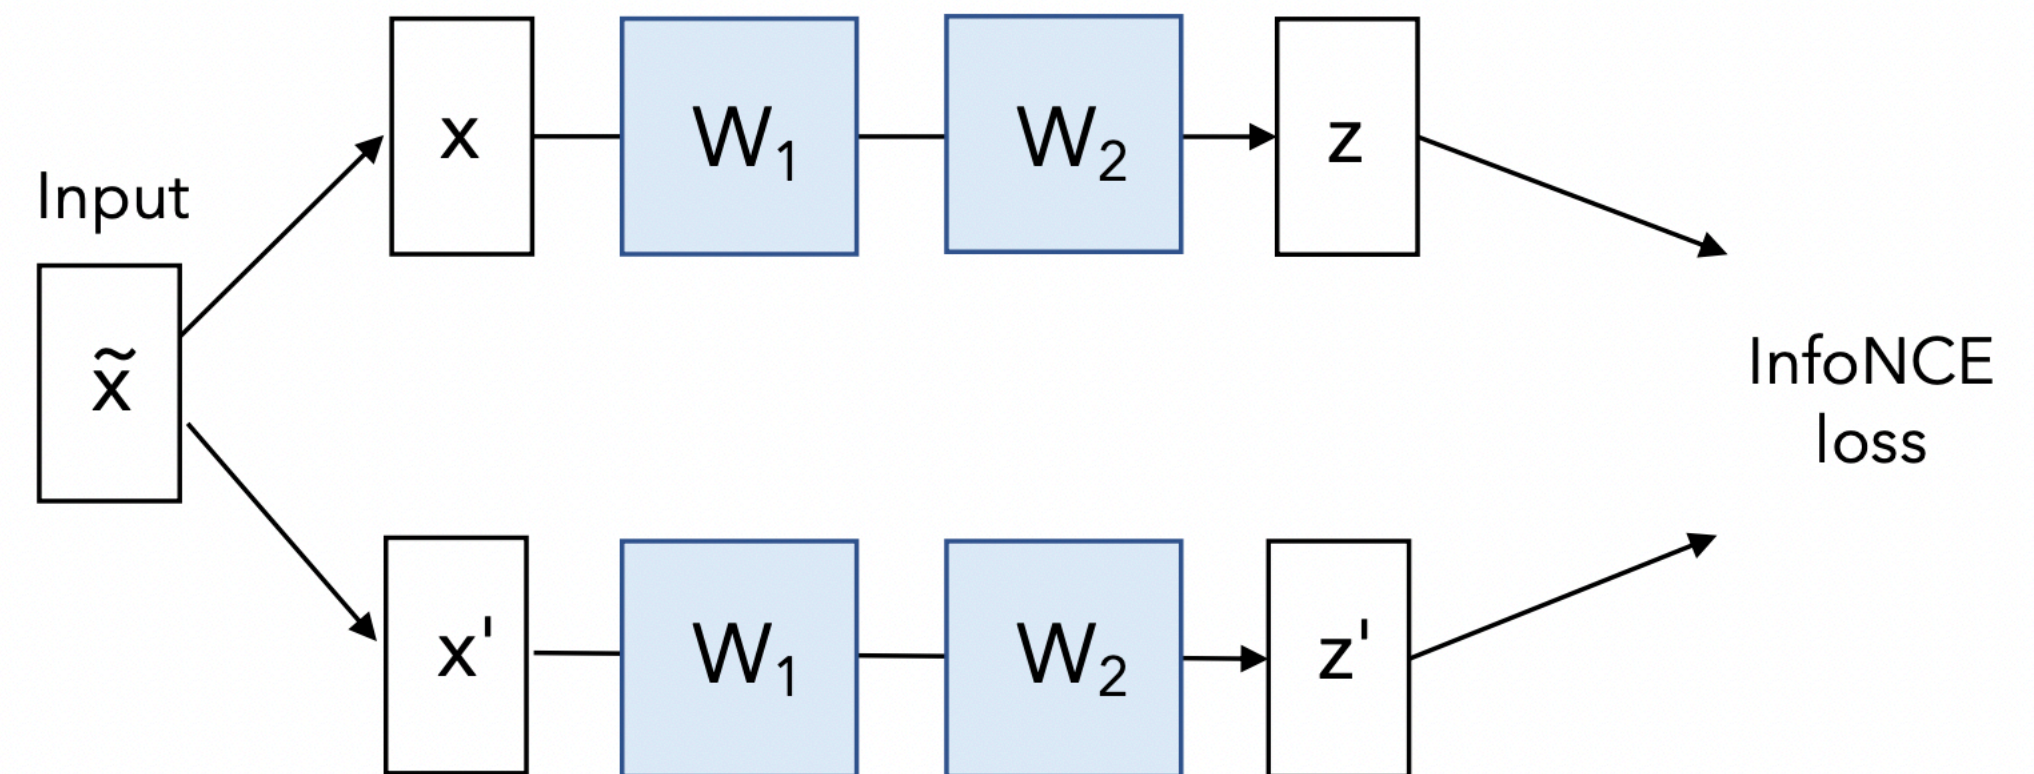 Input
x̃
x
W₁
W₂
z
x'
W₁
W₂
z'
InfoNCE
loss